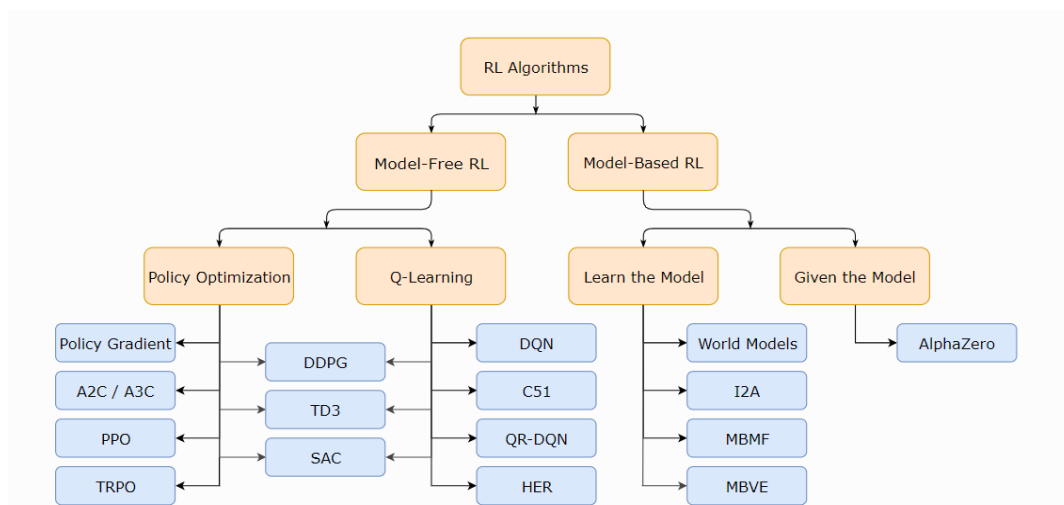 RL Algorithms
Model-Free RL
Model-Based RL
Policy Optimization
Q-Learning
Learn the Model
Given the Model
Policy Gradient
DDPG
DQN
World Models
AlphaZero
A2C / A3C
TD3
C51
I2A
PPO
SAC
QR-DQN
MBMF
TRPO
HER
MBVE